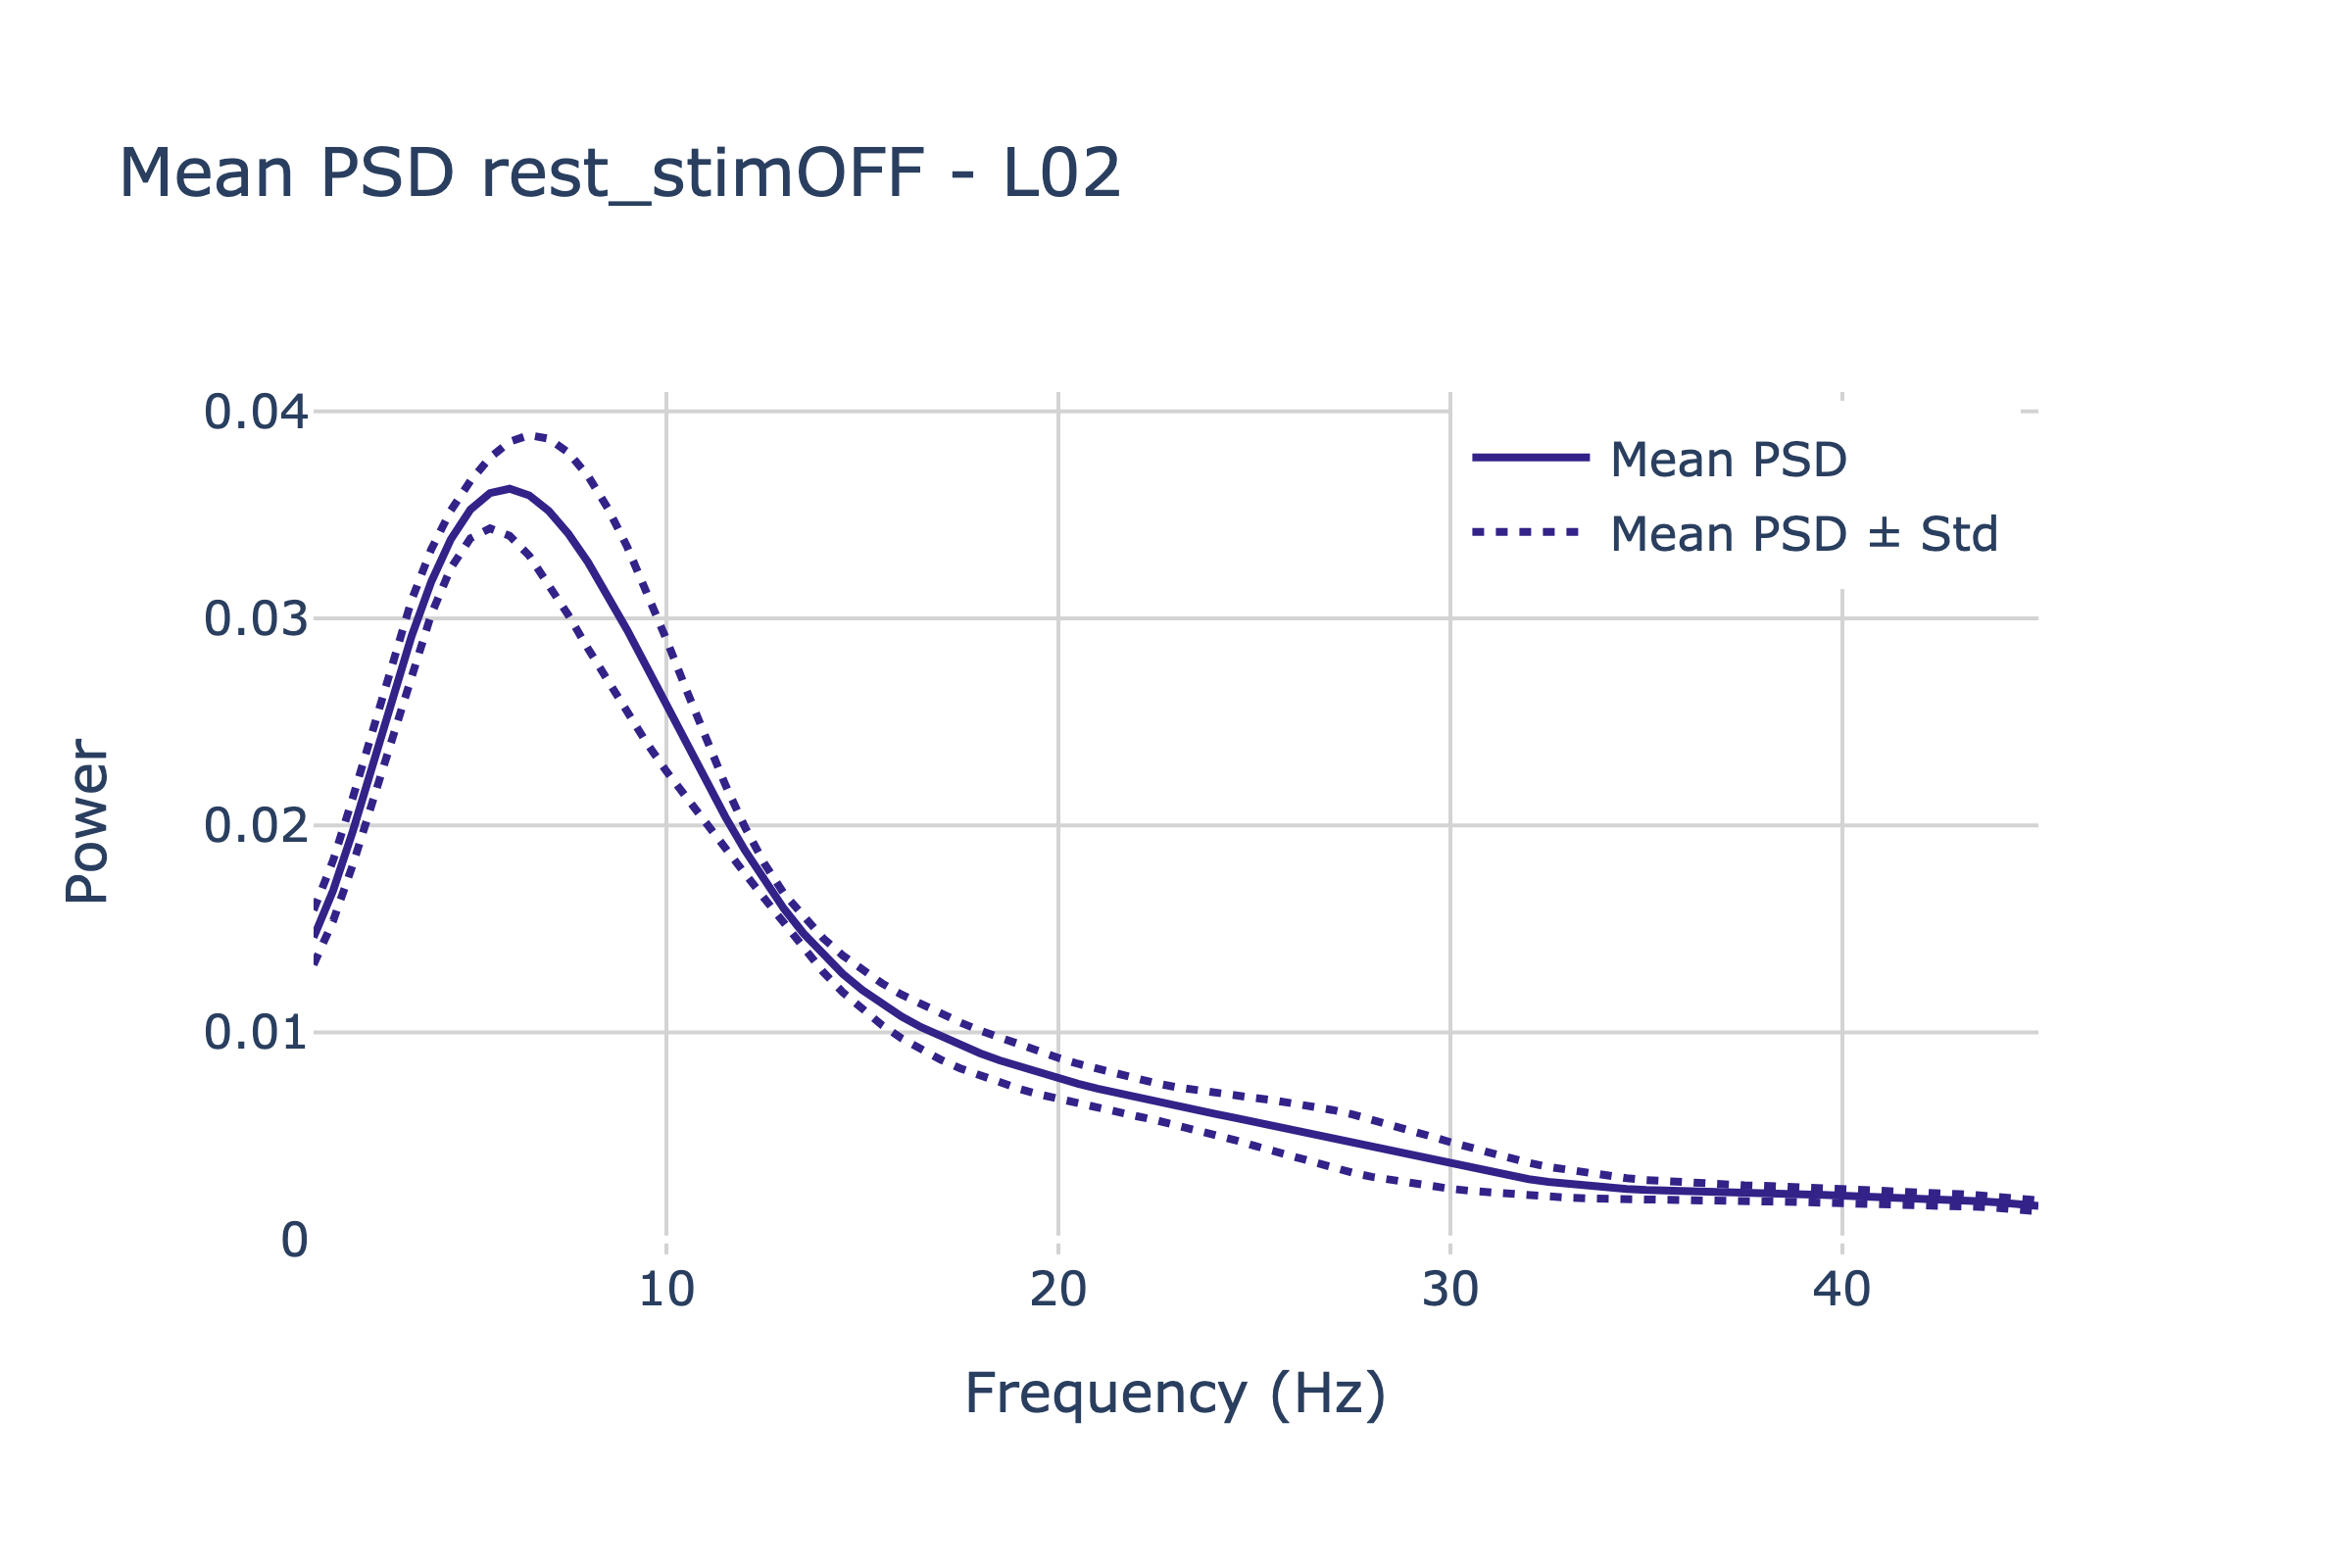 Mean PSD rest_stimOFF - L02
Mean PSD
Mean PSD ± Std
0.04
0.03
0.02
0.01
0
Power
10 20 30 40
Frequency (Hz)